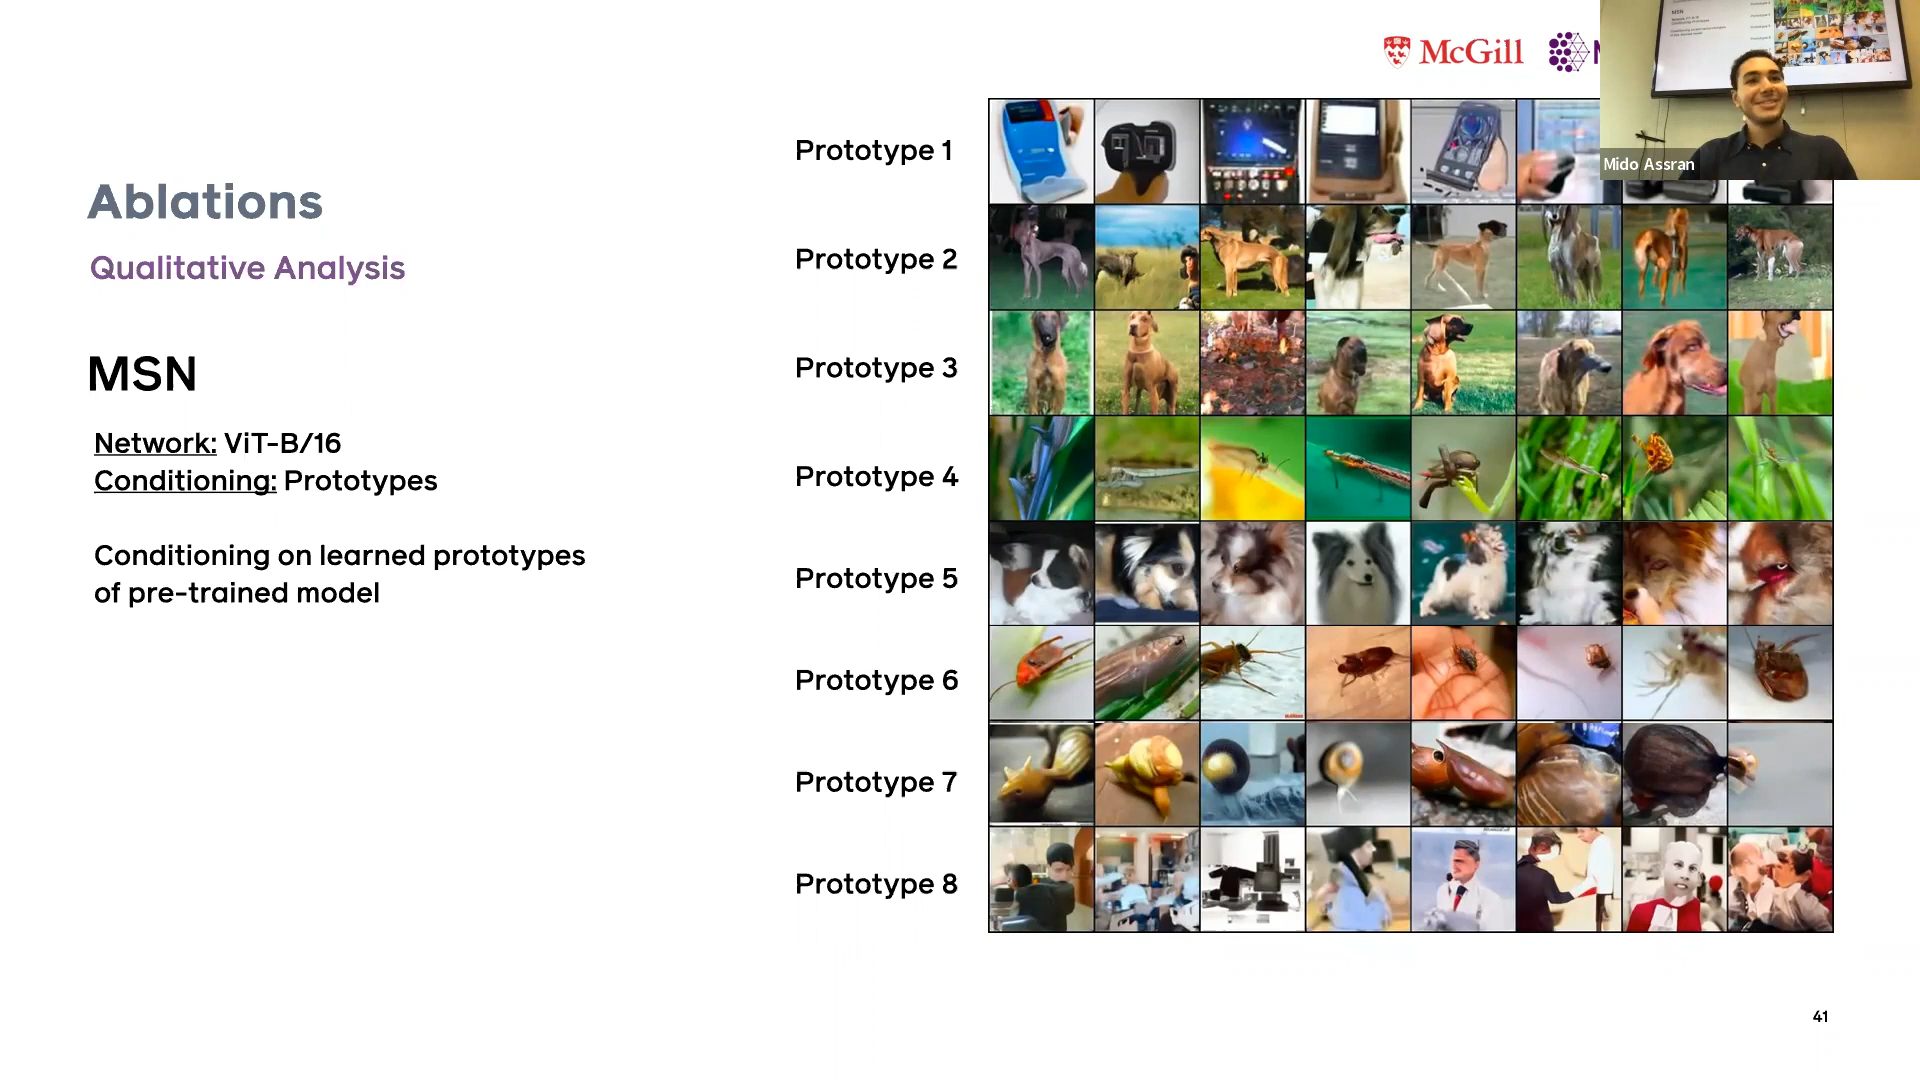 McGill
Mido Assran
Ablations
Qualitative Analysis
MSN
Network: ViT-B/16
Conditioning: Prototypes
Conditioning on learned prototypes
of pre-trained model
Prototype 1
Prototype 2
Prototype 3
Prototype 4
Prototype 5
Prototype 6
Prototype 7
Prototype 8
41